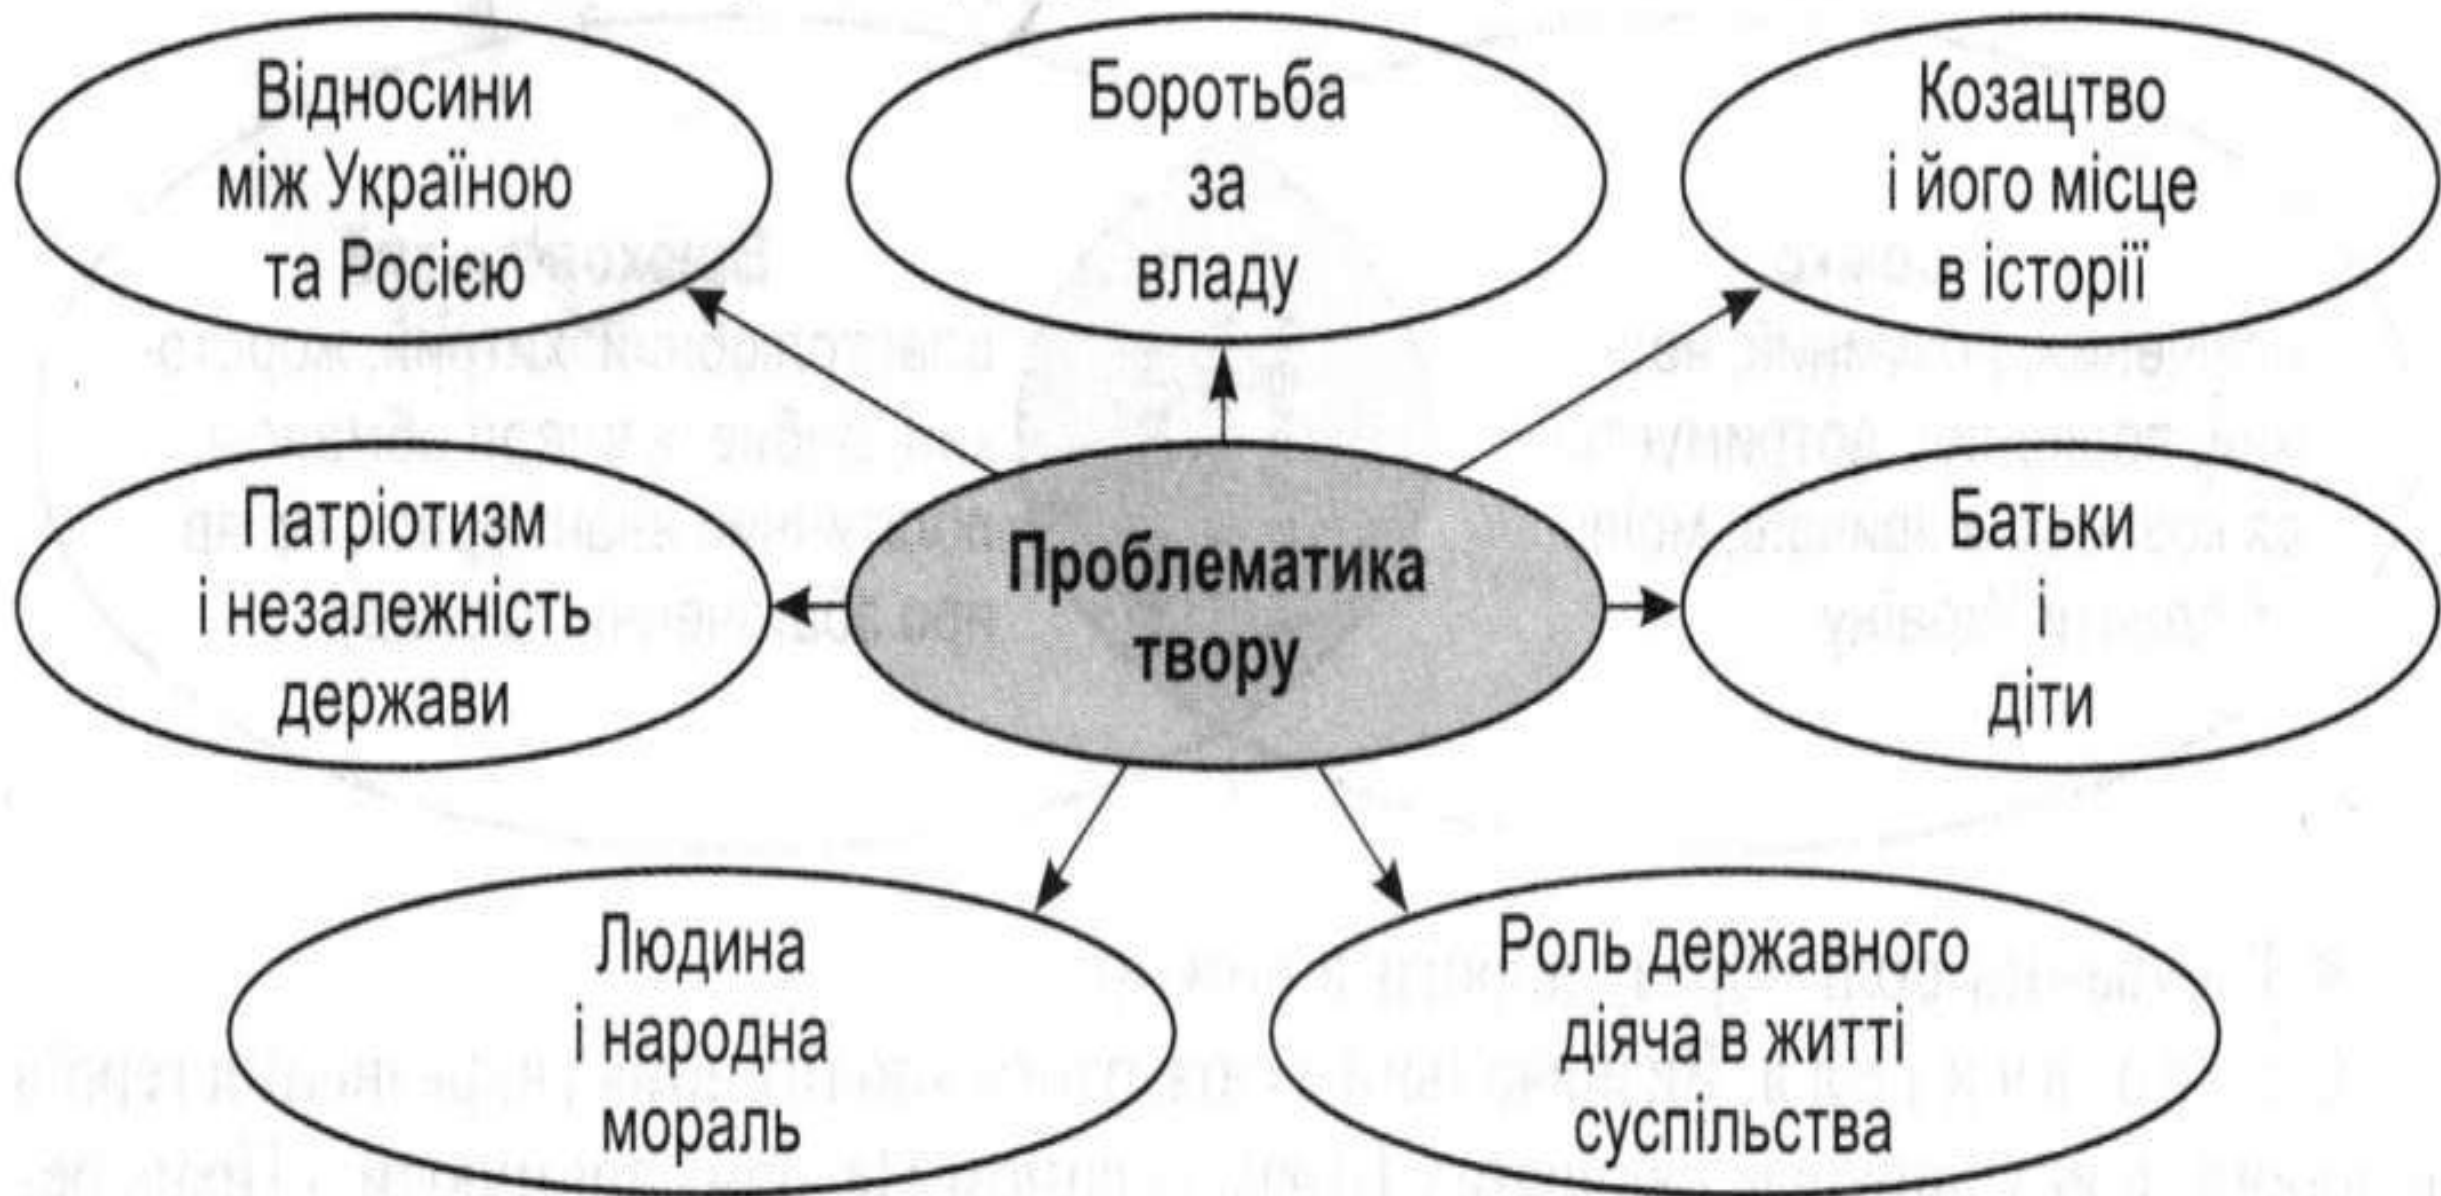 Відносини
між Україною
та Росією
Боротьба
за
владу
Козацтво
і його місце
в історії
Патріотизм
і незалежність
держави
Проблематика
твору
Батьки
і
діти
Людина
і народна
мораль
Роль державного
діяча в житті
суспільства